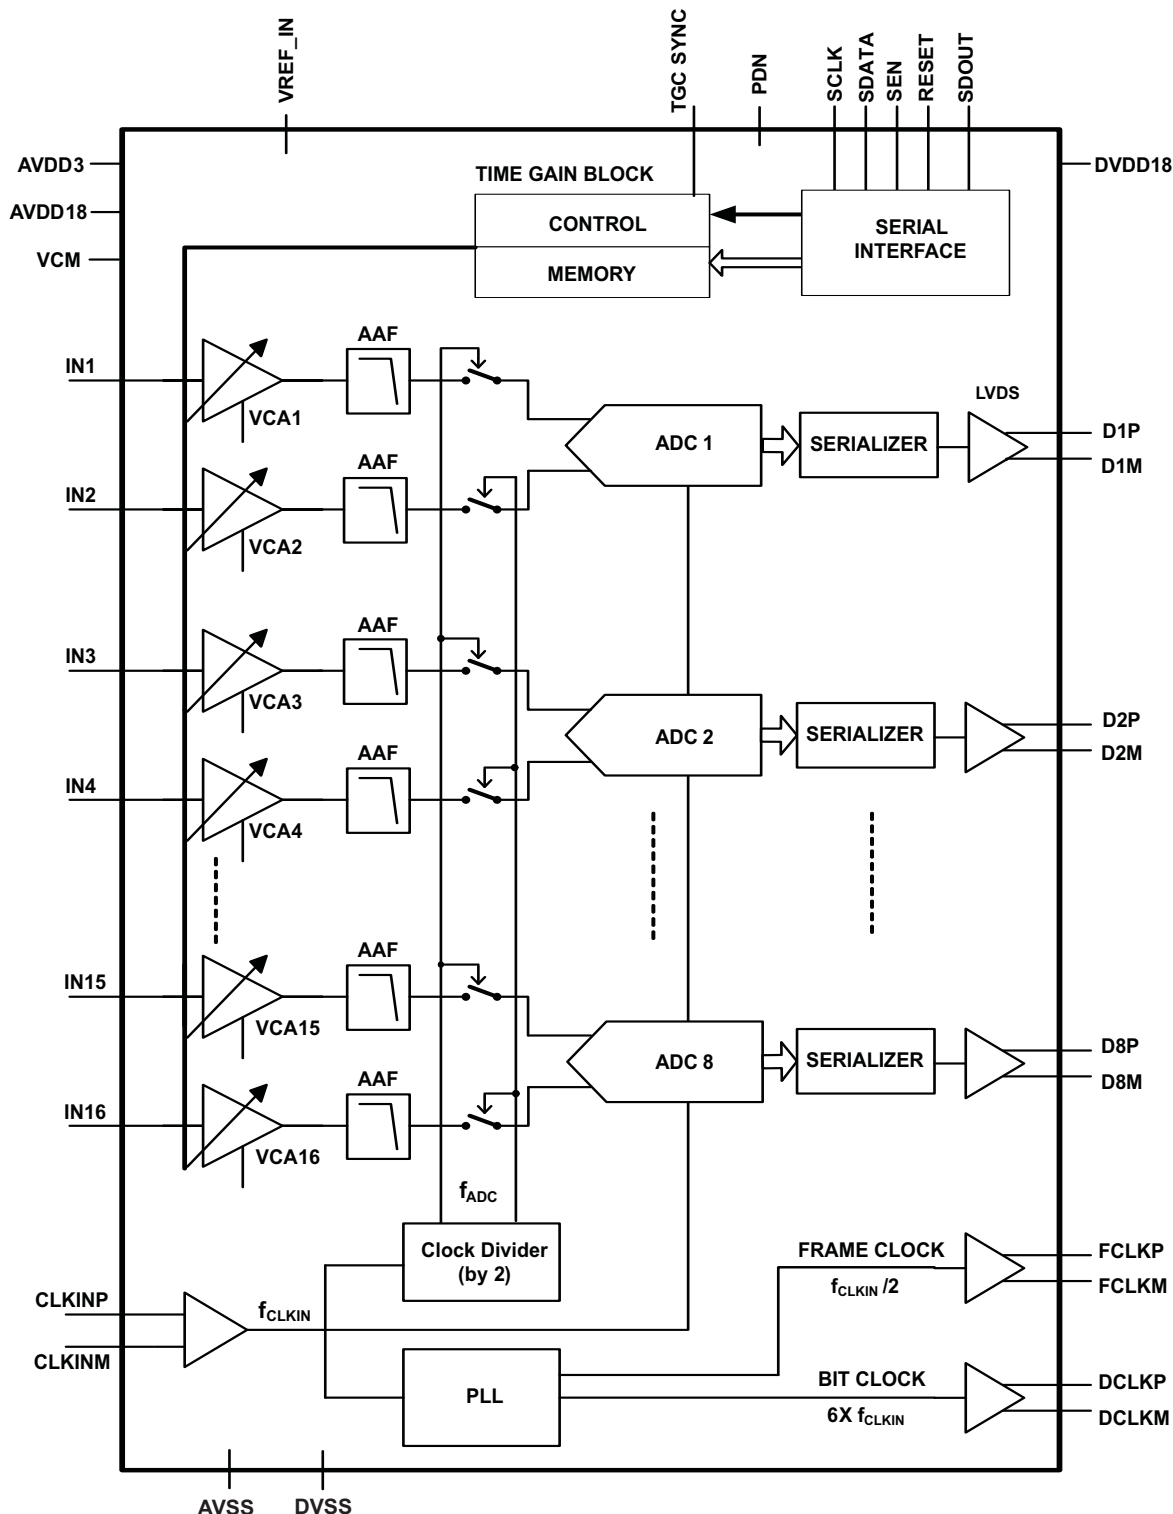 VREF_IN
TGC SYNC
PDN
SCLK
SDATA
SEN
RESET
SDOUT
AVDD3
DVDD18
AVDD18
VCM
TIME GAIN BLOCK
CONTROL
MEMORY
SERIAL
INTERFACE
AAF
IN1
VCA1
LVDS
ADC 1
SERIALIZER
D1P
D1M
AAF
IN2
VCA2
AAF
IN3
VCA3
ADC 2
SERIALIZER
D2P
D2M
AAF
IN4
VCA4
AAF
IN15
VCA15
ADC 8
SERIALIZER
D8P
D8M
AAF
IN16
VCA16
fADC
Clock Divider
(by 2)
FRAME CLOCK
fCLKIN /2
FCLKP
FCLKM
CLKINP
CLKINM
fCLKIN
PLL
BIT CLOCK
6X fCLKIN
DCLKP
DCLKM
AVSS
DVSS